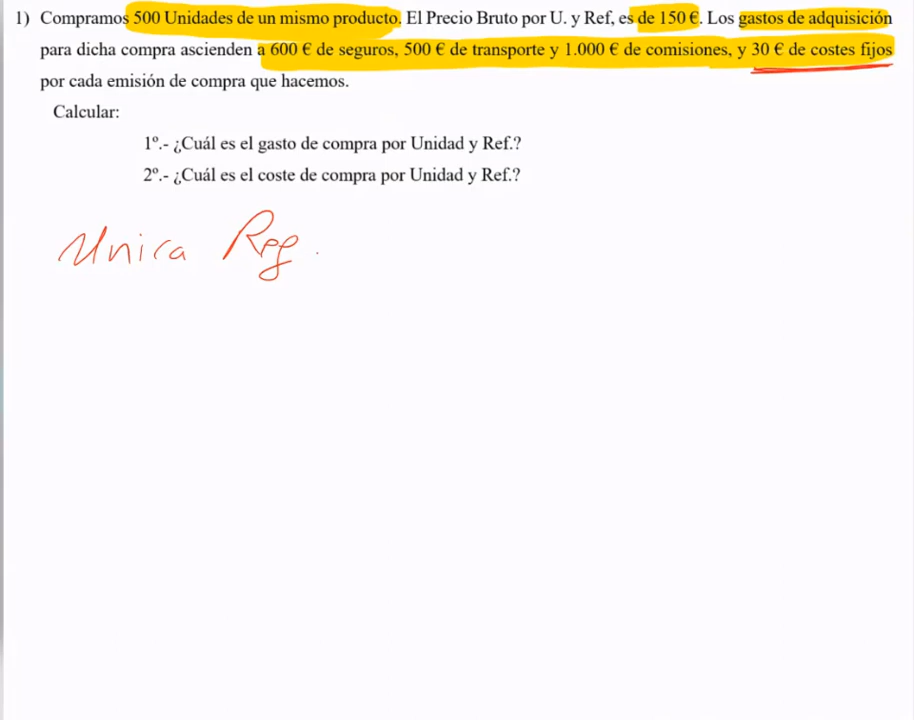 1) Compramos 500 Unidades de un mismo producto. El Precio Bruto por U. y Ref, es de 150 €. Los gastos de adquisición
para dicha compra ascienden a 600 € de seguros, 500 € de transporte y 1.000 € de comisiones, y 30 € de costes fijos
por cada emisión de compra que hacemos.
Calcular:
1º.- ¿Cuál es el gasto de compra por Unidad y Ref.?
2º.- ¿Cuál es el coste de compra por Unidad y Ref.?
Unica Ref.